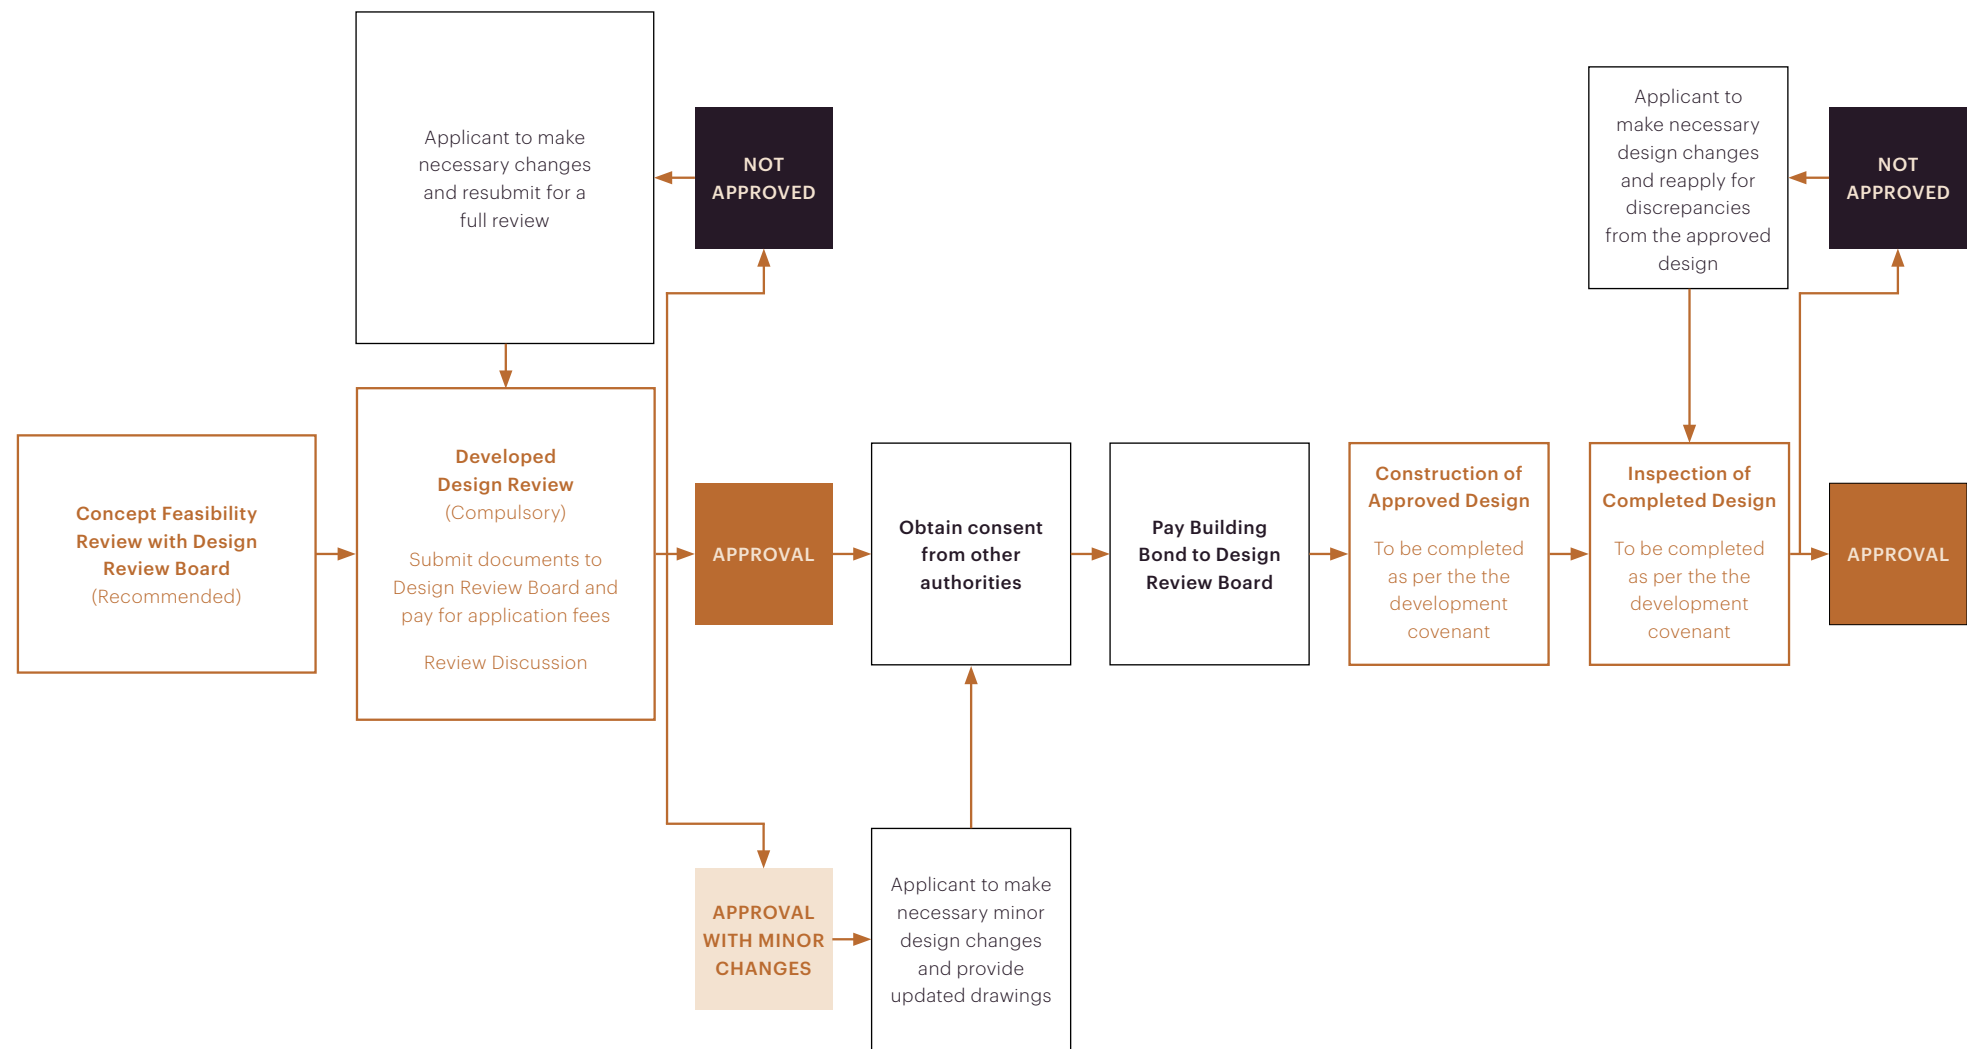 Applicant to make
necessary changes
and resubmit for a
full review
NOT
APPROVED
Applicant to
make necessary
design changes
and reapply for
discrepancies
from the approved
design
NOT
APPROVED
Concept Feasibility
Review with Design
Review Board
(Recommended)
Developed
Design Review
(Compulsory)
Submit documents to
Design Review Board and
pay for application fees
Review Discussion
APPROVAL
Obtain consent
from other
authorities
Pay Building
Bond to Design
Review Board
Construction of
Approved Design
To be completed
as per the the
development
covenant
Inspection of
Completed Design
To be completed
as per the the
development
covenant
APPROVAL
APPROVAL
WITH MINOR
CHANGES
Applicant to make
necessary minor
design changes
and provide
updated drawings